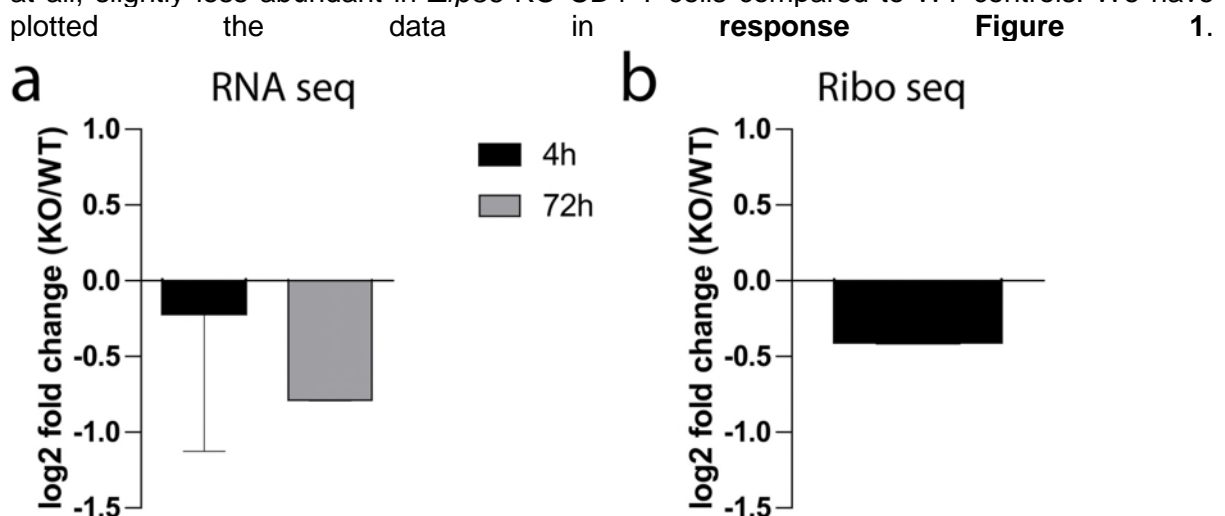 plotted the data in response Figure 1.
a
RNA seq
log2 fold change (KO/WT)
1.0
0.5
0.0
-0.5
-1.0
-1.5
4h
72h
b
Ribo seq
log2 fold change (KO/WT)
1.0
0.5
0.0
-0.5
-1.0
-1.5